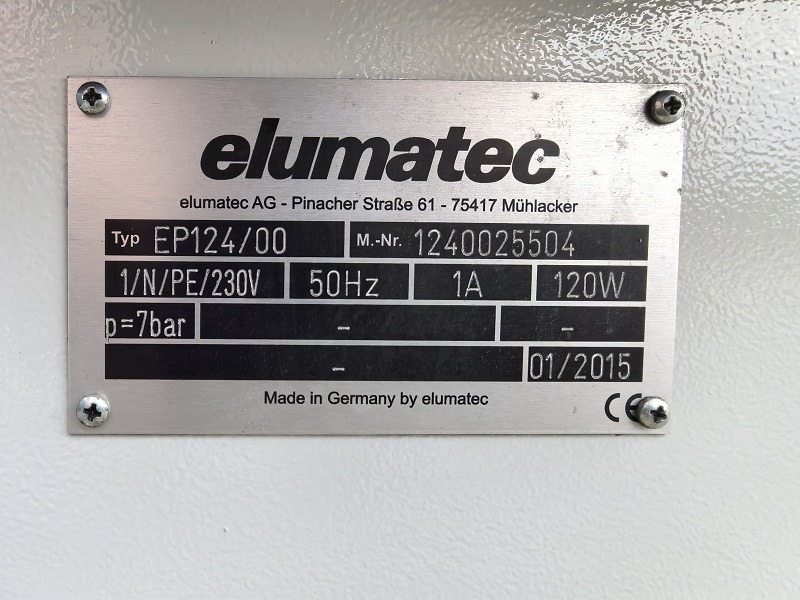 elumatec
elumatec AG - Pinacher Straße 61 - 75417 Mühlacker
Typ EP124/00 M.-Nr. 1240025504
1/N/PE/230V 50Hz 1A 120W
p=7bar - -
- 01/2015
Made in Germany by elumatec CE